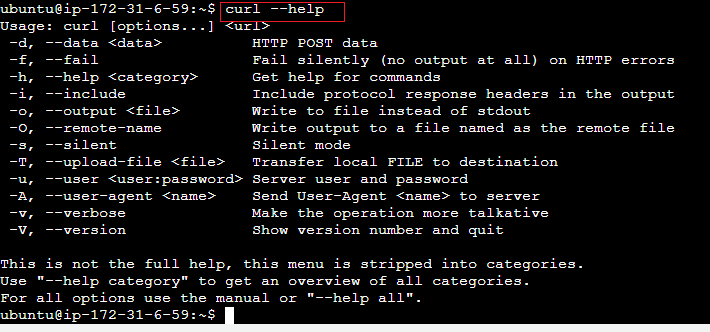 ubuntu@ip-172-31-6-59:~$ curl --help
Usage: curl [options...] <url>
 -d, --data <data>          HTTP POST data
 -f, --fail                 Fail silently (no output at all) on HTTP errors
 -h, --help <category>      Get help for commands
 -i, --include              Include protocol response headers in the output
 -o, --output <file>        Write to file instead of stdout
 -O, --remote-name          Write output to a file named as the remote file
 -s, --silent               Silent mode
 -T, --upload-file <file>   Transfer local FILE to destination
 -u, --user <user:password> Server user and password
 -A, --user-agent <name>    Send User-Agent <name> to server
 -v, --verbose              Make the operation more talkative
 -V, --version              Show version number and quit

This is not the full help, this menu is stripped into categories.
Use "--help category" to get an overview of all categories.
For all options use the manual or "--help all".
ubuntu@ip-172-31-6-59:~$